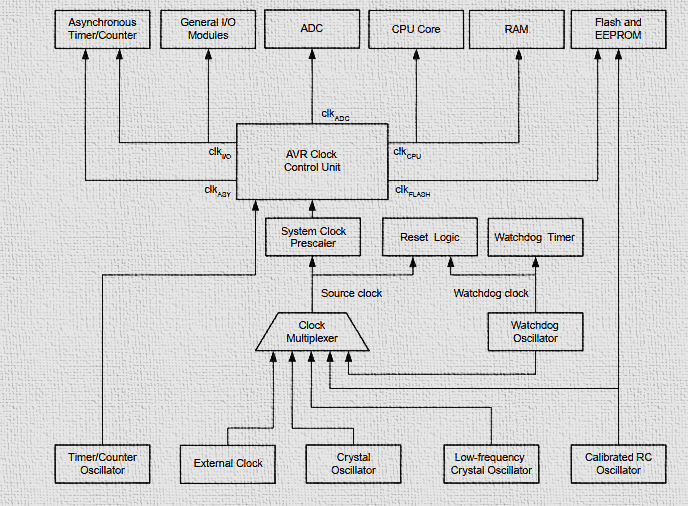 Asynchronous
Timer/Counter
General I/O
Modules
ADC
CPU Core
RAM
Flash and
EEPROM
clkADC
clkI/O
AVR Clock
Control Unit
clkCPU
clkASY
clkFLASH
System Clock
Prescaler
Reset Logic
Watchdog Timer
Source clock
Watchdog clock
Clock
Multiplexer
Watchdog
Oscillator
Timer/Counter
Oscillator
External Clock
Crystal
Oscillator
Low-frequency
Crystal Oscillator
Calibrated RC
Oscillator